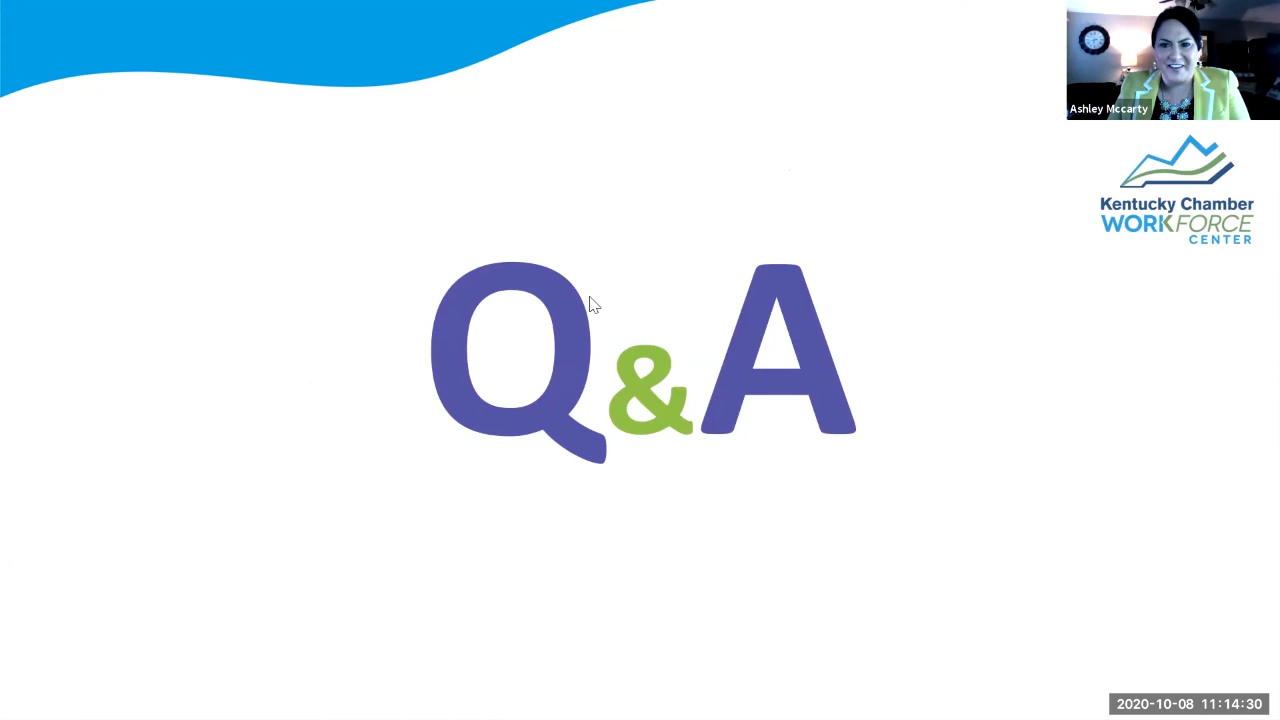 Ashley Mccarty
Kentucky Chamber
WORKFORCE
CENTER
Q&A
2020-10-08 11:14:30